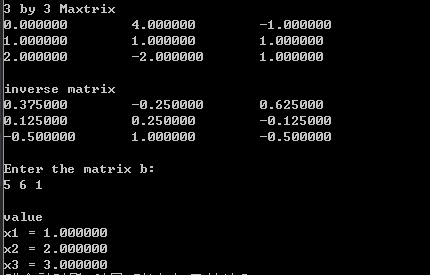 3 by 3 Maxtrix
0.000000 4.000000 -1.000000
1.000000 1.000000 1.000000
2.000000 -2.000000 1.000000
inverse matrix
0.375000 -0.250000 0.625000
0.125000 0.250000 -0.125000
-0.500000 1.000000 -0.500000
Enter the matrix b:
5 6 1
value
x1 = 1.000000
x2 = 2.000000
x3 = 3.000000